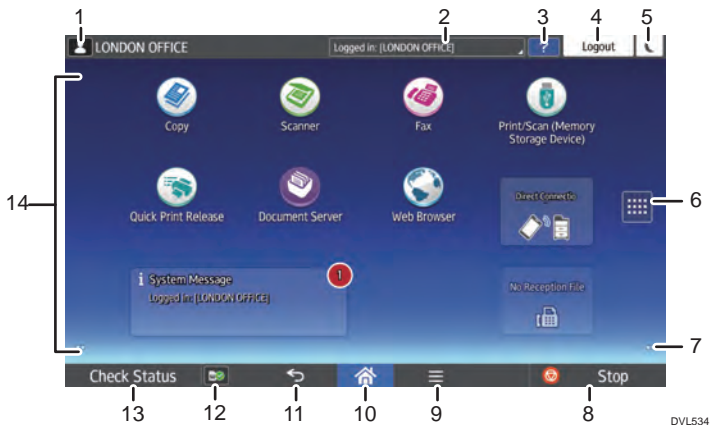 1
2
3
4
5
LONDON OFFICE
Logged in: [LONDON OFFICE]
?
Logout
Copy
Scanner
Fax
Print/Scan (Memory
Storage Device)
14
6
Quick Print Release
Document Server
Web Browser
Direct Connectio
i System Message
1
Logged in: [LONDON OFFICE]
No Reception File
7
Check Status
Stop
13
12
11
10
9
8
DVL534